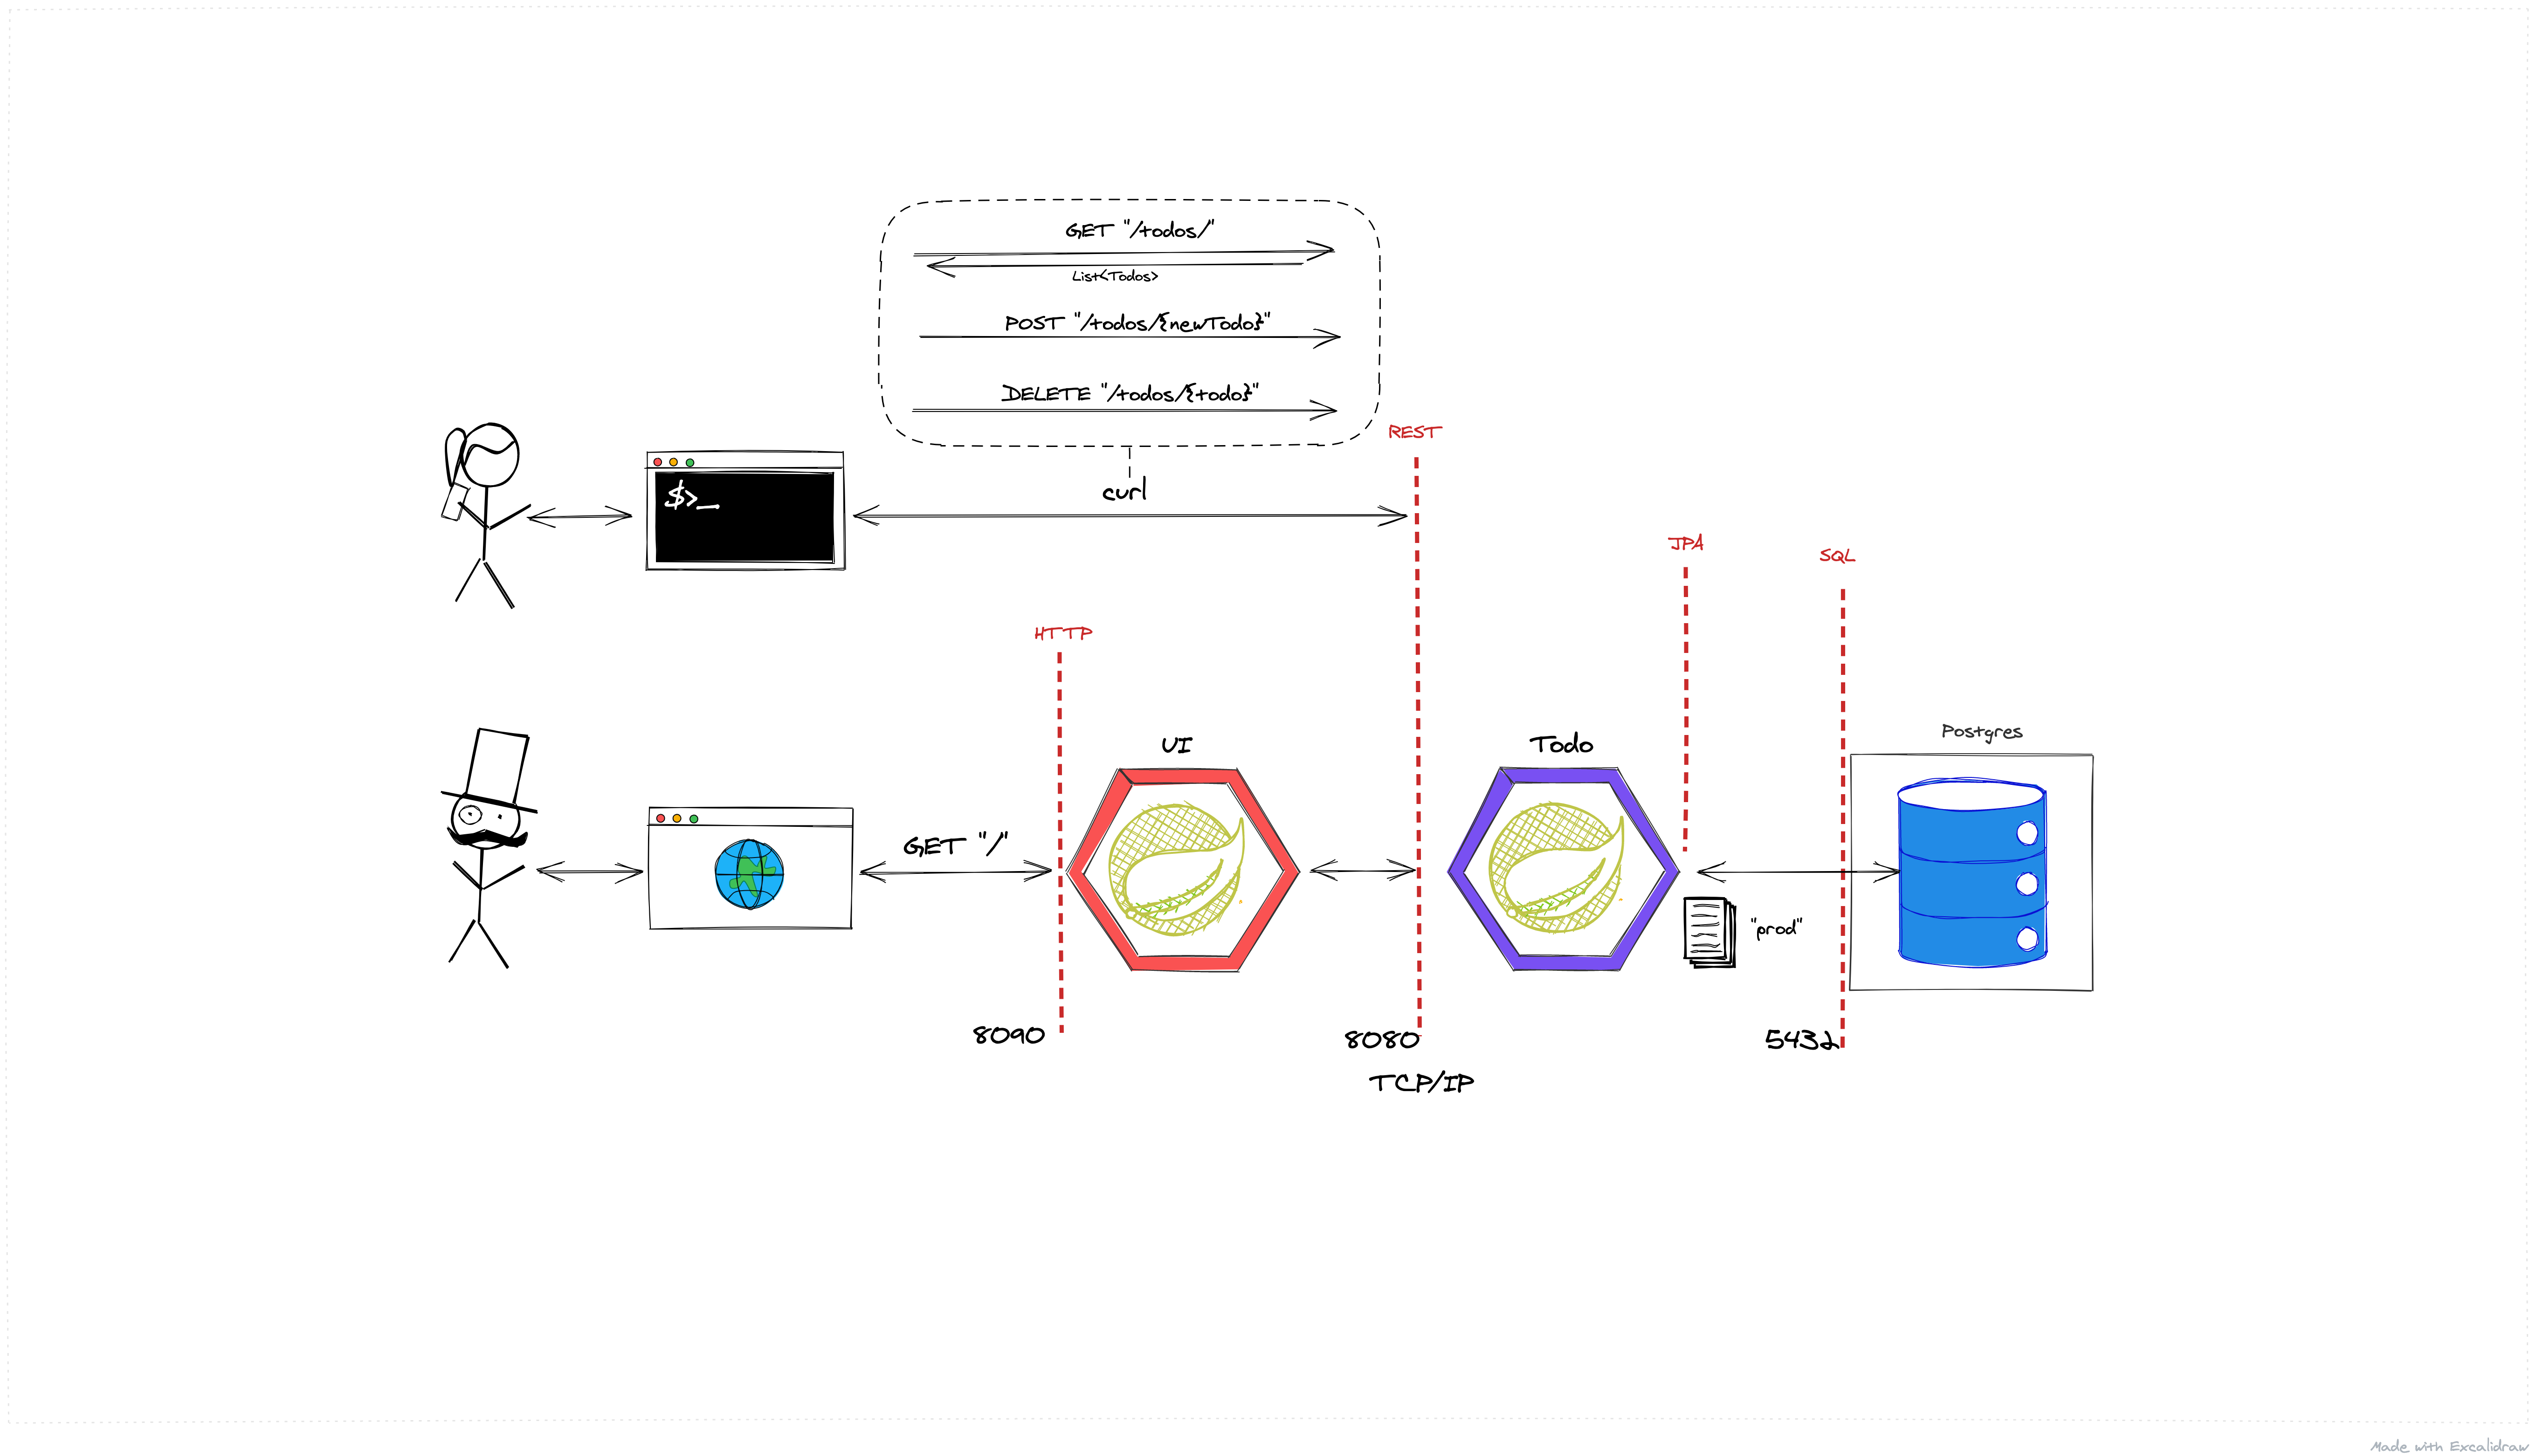 GET "/todos/"
List<Todos>
POST "/todos/{newTodo}"
DELETE "/todos/{todo}"
REST
curl
$>_
JPA
SQL
HTTP
UI
Todo
Postgres
GET "/"
"prod"
8090
8080
5432
TCP/IP
Made with Excalidraw